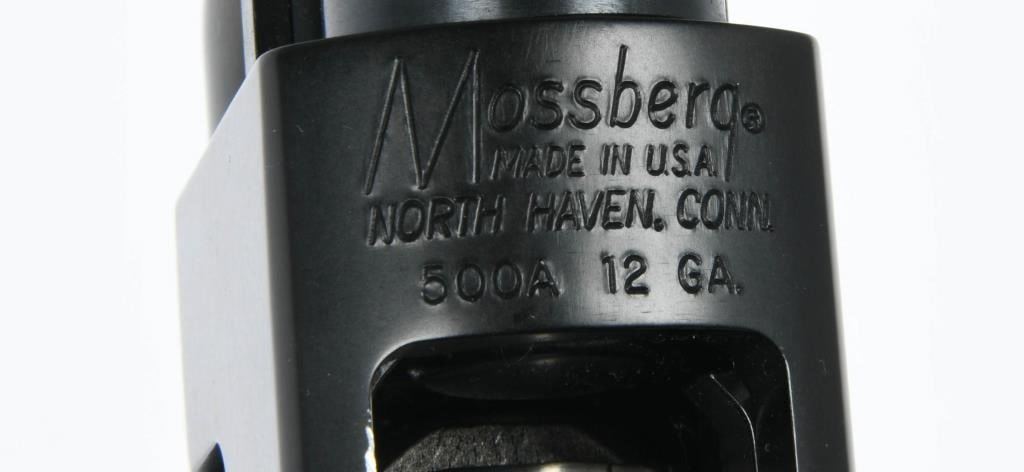 Mossberg®
MADE IN U.S.A.
NORTH HAVEN. CONN.
500A 12 GA.